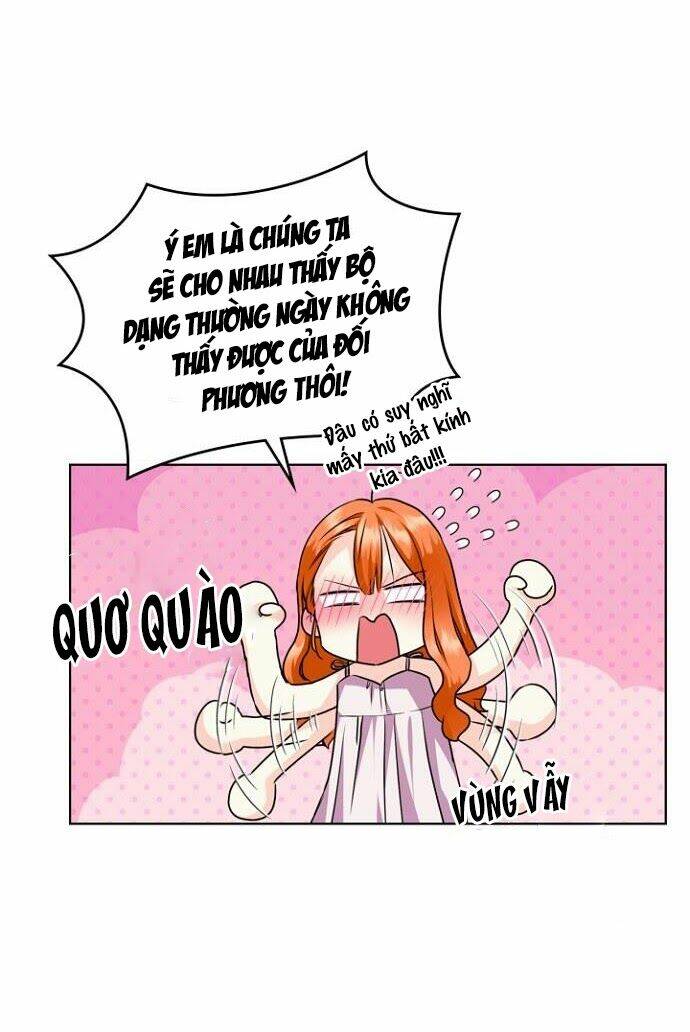 Ý EM LÀ CHÚNG TA
SẼ CHO NHAU THẤY BỘ
DẠNG THƯỜNG NGÀY KHÔNG
THẤY ĐƯỢC CỦA ĐỐI
PHƯƠNG THÔI!
Đâu có suy nghĩ
mấy thứ bất kính
kia đâu!!!
QUƠ QUÀO
VÙNG VẪY